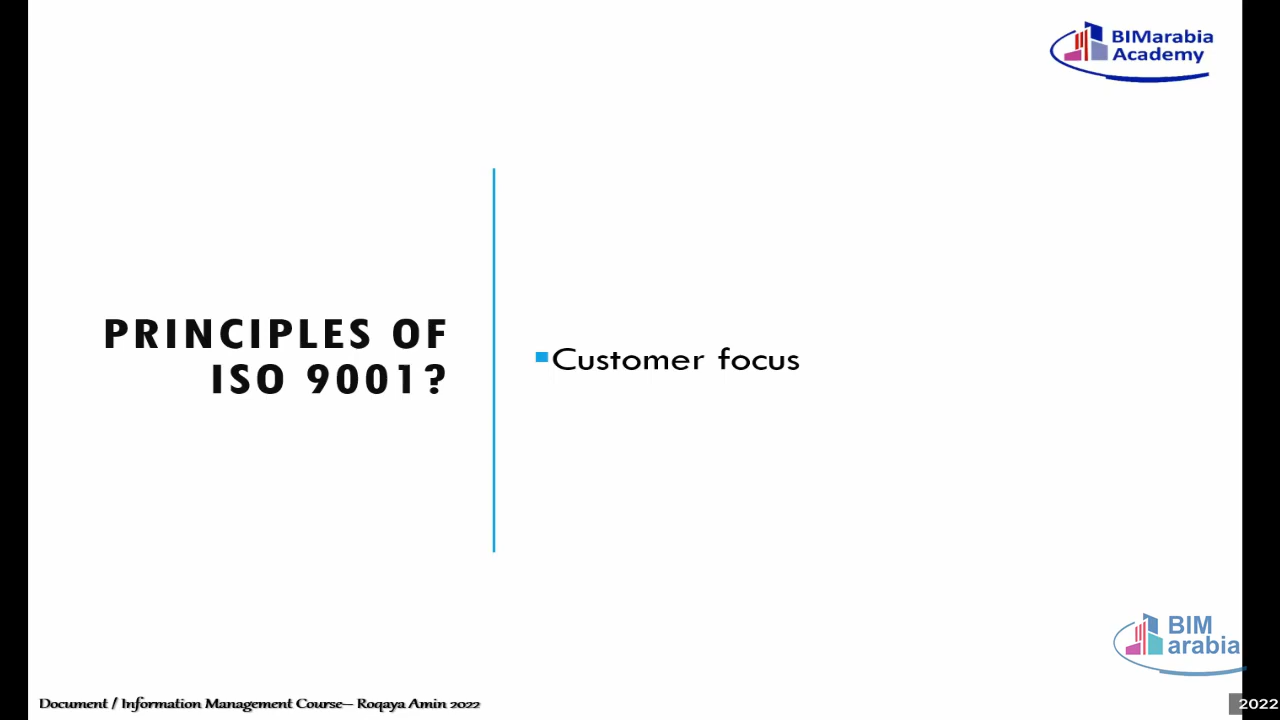 BIMarabia
Academy
PRINCIPLES OF
ISO 9001?
Customer focus
BIM
arabia
Document / Information Management Course– Roqaya Amin 2022
2022